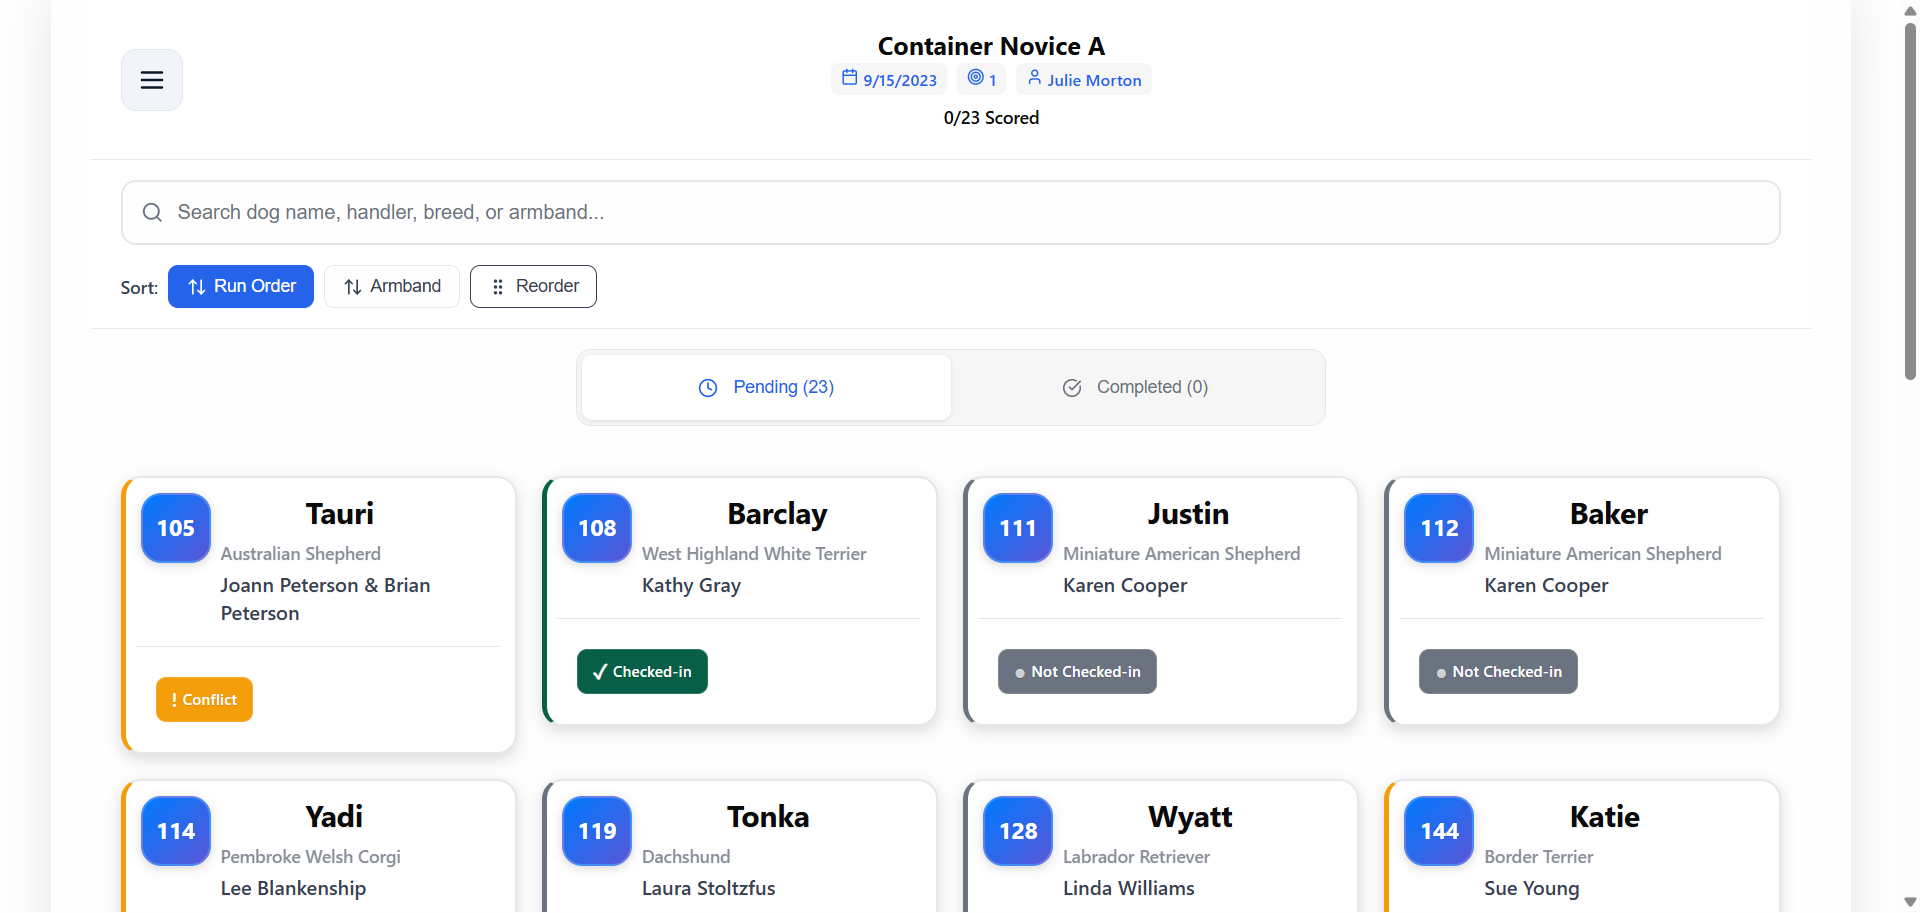 Container Novice A
9/15/2023 1 Julie Morton
0/23 Scored
Search dog name, handler, breed, or armband...
Sort: Run Order Armband Reorder
Pending (23) Completed (0)
105 Tauri
Australian Shepherd
Joann Peterson & Brian
Peterson
! Conflict
108 Barclay
West Highland White Terrier
Kathy Gray
✓ Checked-in
111 Justin
Miniature American Shepherd
Karen Cooper
● Not Checked-in
112 Baker
Miniature American Shepherd
Karen Cooper
● Not Checked-in
114 Yadi
Pembroke Welsh Corgi
Lee Blankenship
119 Tonka
Dachshund
Laura Stoltzfus
128 Wyatt
Labrador Retriever
Linda Williams
144 Katie
Border Terrier
Sue Young